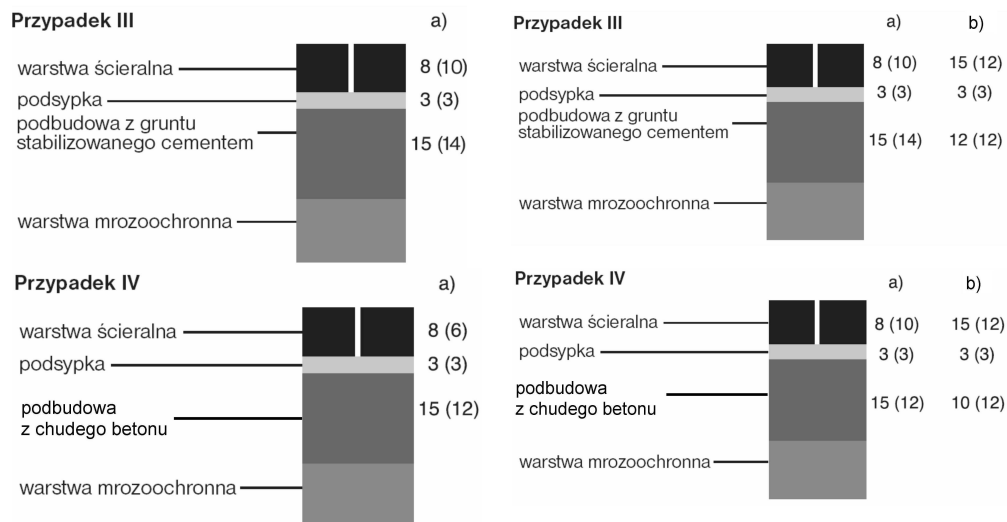 Przypadek III a)
warstwa ścieralna 8 (10)
podsypka 3 (3)
podbudowa z gruntu
stabilizowanego cementem 15 (14)
warstwa mrozoochronna
Przypadek III a) b)
warstwa ścieralna 8 (10) 15 (12)
podsypka 3 (3) 3 (3)
podbudowa z gruntu
stabilizowanego cementem 15 (14) 12 (12)
warstwa mrozoochronna
Przypadek IV a)
warstwa ścieralna 8 (6)
podsypka 3 (3)
podbudowa 15 (12)
z chudego betonu
warstwa mrozoochronna
Przypadek IV a) b)
warstwa ścieralna 8 (10) 15 (12)
podsypka 3 (3) 3 (3)
podbudowa
z chudego betonu 15 (12) 10 (12)
warstwa mrozoochronna